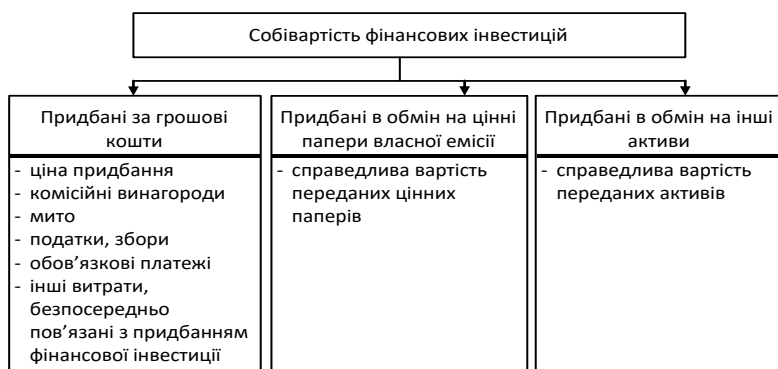 Собівартість фінансових інвестицій
Придбані за грошові
кошти
- ціна придбання
- комісійні винагороди
- мито
- податки, збори
- обов’язкові платежі
- інші витрати,
безпосередньо
пов’язані з придбанням
фінансової інвестиції
Придбані в обмін на цінні
папери власної емісії
- справедлива вартість
переданих цінних
паперів
Придбані в обмін на інші
активи
- справедлива вартість
переданих активів